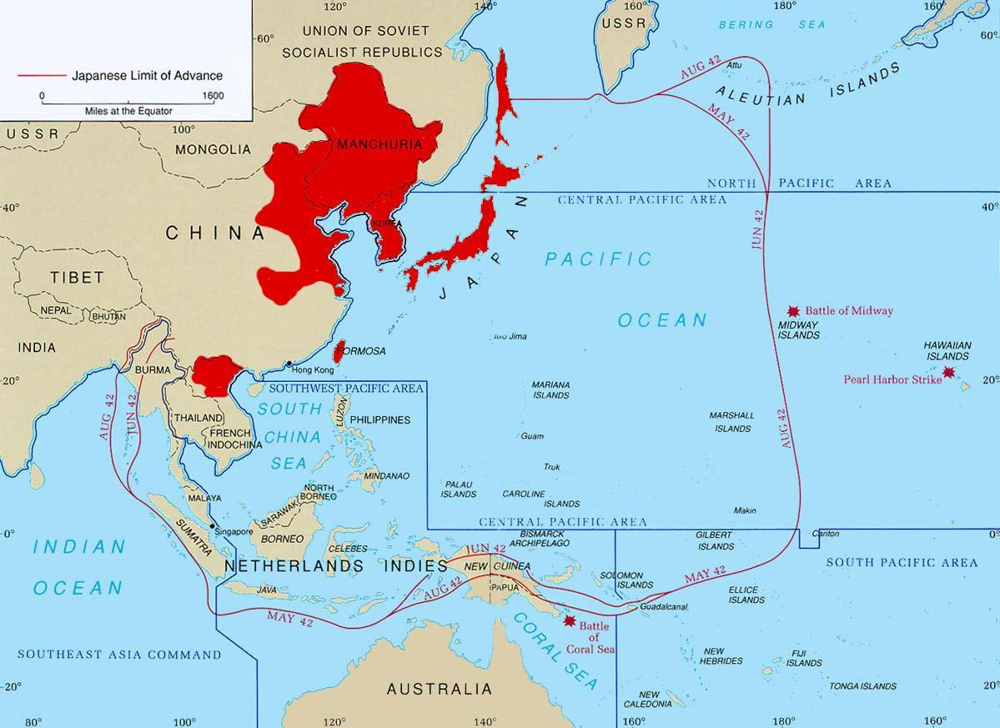 120°
140°
160°
180°
160°
60°
UNION OF SOVIET
SOCIALIST REPUBLICS
USSR
BERING SEA
60°
Japanese Limit of Advance
0
1600
Miles at the Equator
AUG 42
Attu
ALEUTIAN ISLANDS
MAY 42
USSR
100°
MONGOLIA
MANCHURIA
NORTH PACIFIC AREA
CENTRAL PACIFIC AREA
40°
40°
CHINA
KOREA
JAPAN
JUN 42
PACIFIC
OCEAN
TIBET
NEPAL
BHUTAN
Battle of Midway
MIDWAY
ISLANDS
INDIA
Iwo Jima
FORMOSA
HAWAIIAN
ISLANDS
BURMA
Hong Kong
Pearl Harbor Strike
20°
20°
SOUTHWEST PACIFIC AREA
MARIANA
ISLANDS
AUG 42
JUN 42
THAILAND
SOUTH
CHINA
SEA
LUZON
PHILIPPINES
MARSHALL
ISLANDS
AUG 42
FRENCH
INDOCHINA
Guam
Truk
MINDANAO
PALAU
ISLANDS
CAROLINE
ISLANDS
MALAYA
NORTH
BORNEO
SARAWAK
Makin
CENTRAL PACIFIC AREA
0°
Singapore
SUMATRA
BORNEO
CELEBES
BISMARCK
ARCHIPELAGO
GILBERT
ISLANDS
Canton
0°
INDIAN
OCEAN
JUN 42
NETHERLANDS INDIES
NEW GUINEA
SOUTH PACIFIC AREA
JAVA
AUG 42
PAPUA
SOLOMON
ISLANDS
MAY 42
ELLICE
ISLANDS
Guadalcanal
MAY 42
Battle
of
Coral Sea
CORAL SEA
SOUTHEAST ASIA COMMAND
NEW
HEBRIDES
FIJI
ISLANDS
20°
AUSTRALIA
TONGA ISLANDS
20°
NEW
CALEDONIA
80°
100°
120°
140°
160°
180°
160°